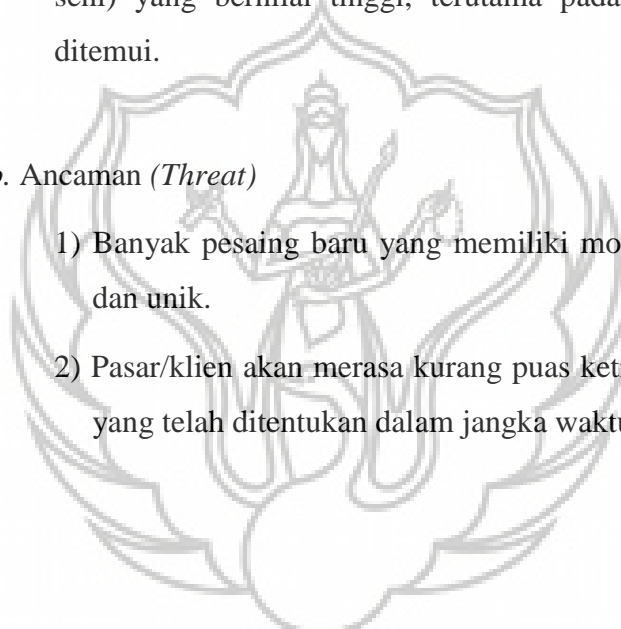 seni) yang bernilai tinggi, terutama pada
ditemui.
b. Ancaman (Threat)
1) Banyak pesaing baru yang memiliki mo
dan unik.
2) Pasar/klien akan merasa kurang puas ket
yang telah ditentukan dalam jangka waktu